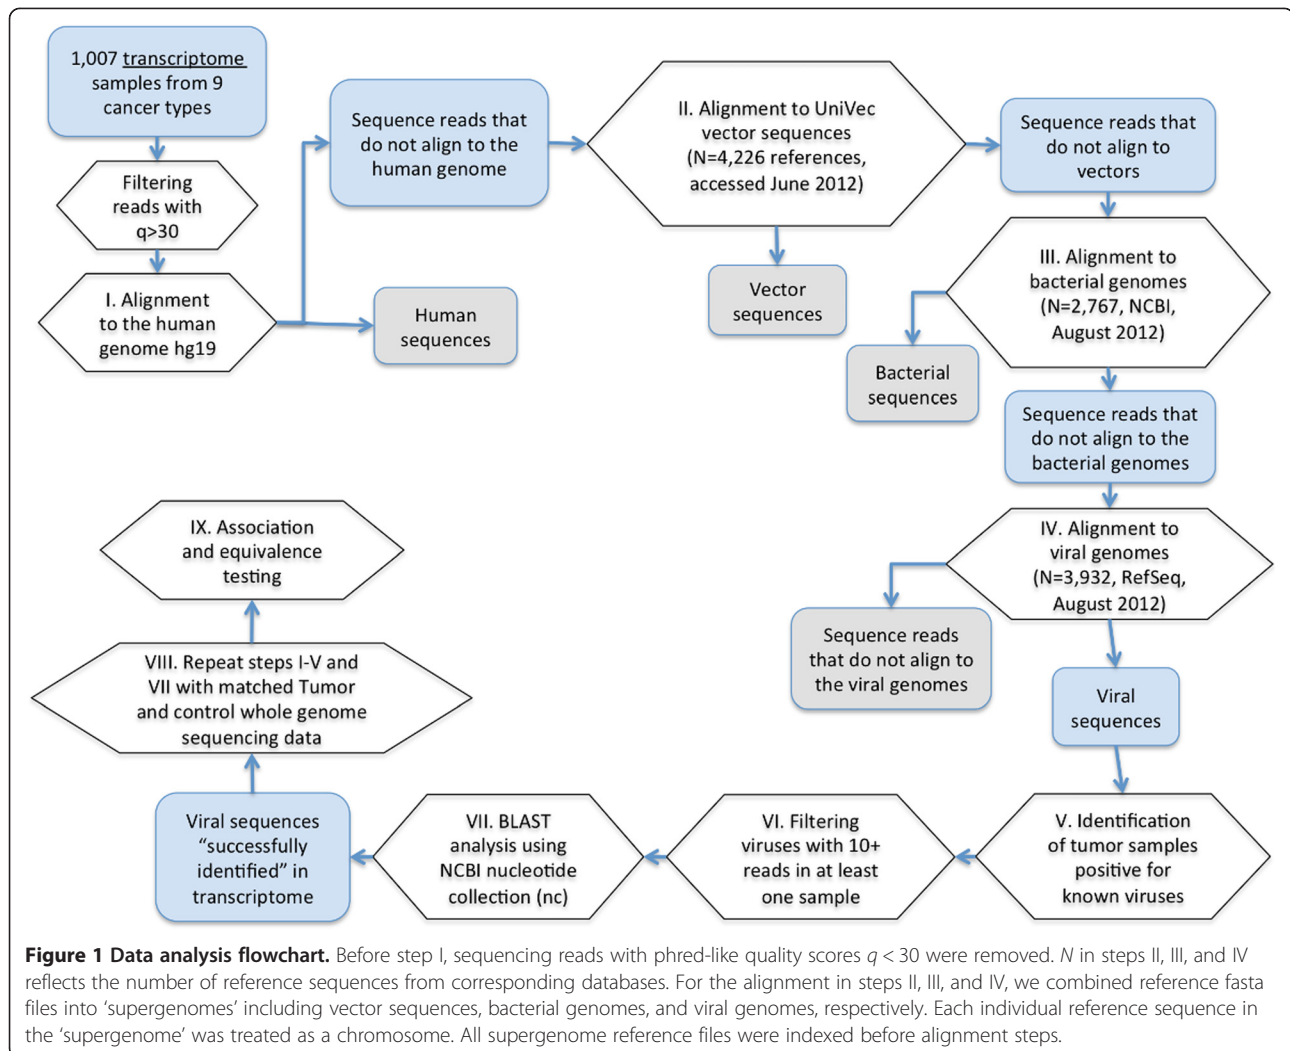 1,007 transcriptome
samples from 9
cancer types
Filtering
reads with
q>30
I. Alignment
to the human
genome hg19
Human
sequences
Sequence reads that
do not align to the
human genome
II. Alignment to UniVec
vector sequences
(N=4,226 references,
accessed June 2012)
Vector
sequences
Sequence reads that
do not align to
vectors
III. Alignment to
bacterial genomes
(N=2,767, NCBI,
August 2012)
Bacterial
sequences
Sequence reads that
do not align to the
bacterial genomes
IV. Alignment to
viral genomes
(N=3,932, RefSeq,
August 2012)
Sequence reads
that do not align to
the viral genomes
Viral
sequences
V. Identification
of tumor samples
positive for
known viruses
VI. Filtering
viruses with 10+
reads in at least
one sample
VII. BLAST
analysis using
NCBI nucleotide
collection (nc)
Viral sequences
“successfully
identified” in
transcriptome
VIII. Repeat steps I-V and
VII with matched Tumor
and control whole genome
sequencing data
IX. Association
and equivalence
testing
Figure 1 Data analysis flowchart. Before step I, sequencing reads with phred-like quality scores q < 30 were removed. N in steps II, III, and IV
reflects the number of reference sequences from corresponding databases. For the alignment in steps II, III, and IV, we combined reference fasta
files into ‘supergenomes’ including vector sequences, bacterial genomes, and viral genomes, respectively. Each individual reference sequence in
the ‘supergenome’ was treated as a chromosome. All supergenome reference files were indexed before alignment steps.